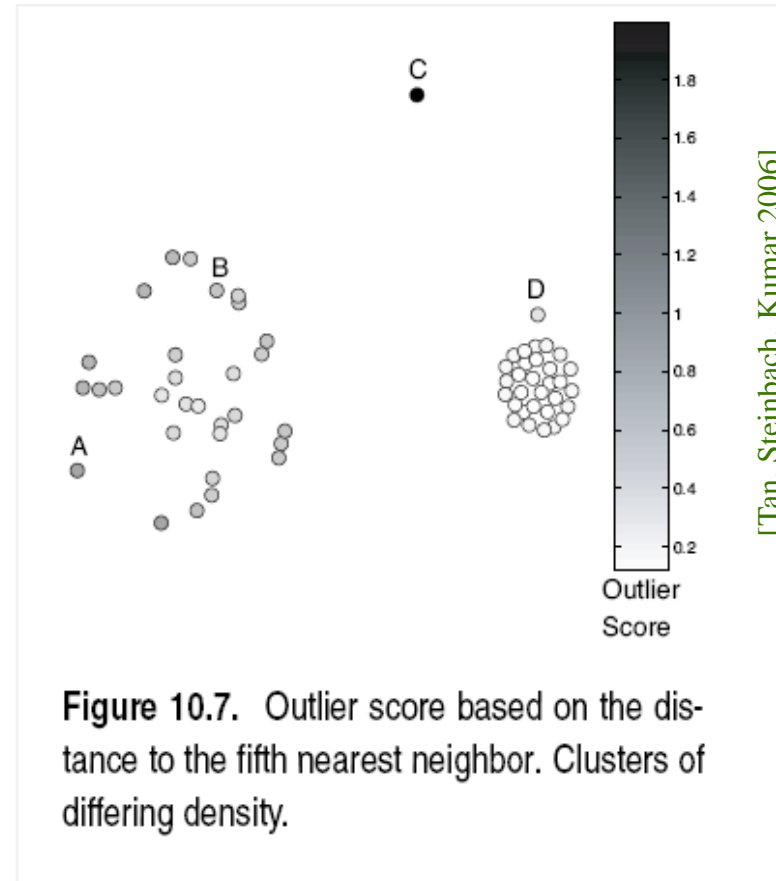 C
B
D
A
1.8
1.6
1.4
1.2
1
0.8
0.6
0.4
0.2
Outlier
Score
[Tan, Steinbach, Kumar 2006]
Figure 10.7. Outlier score based on the dis-
tance to the fifth nearest neighbor. Clusters of
differing density.